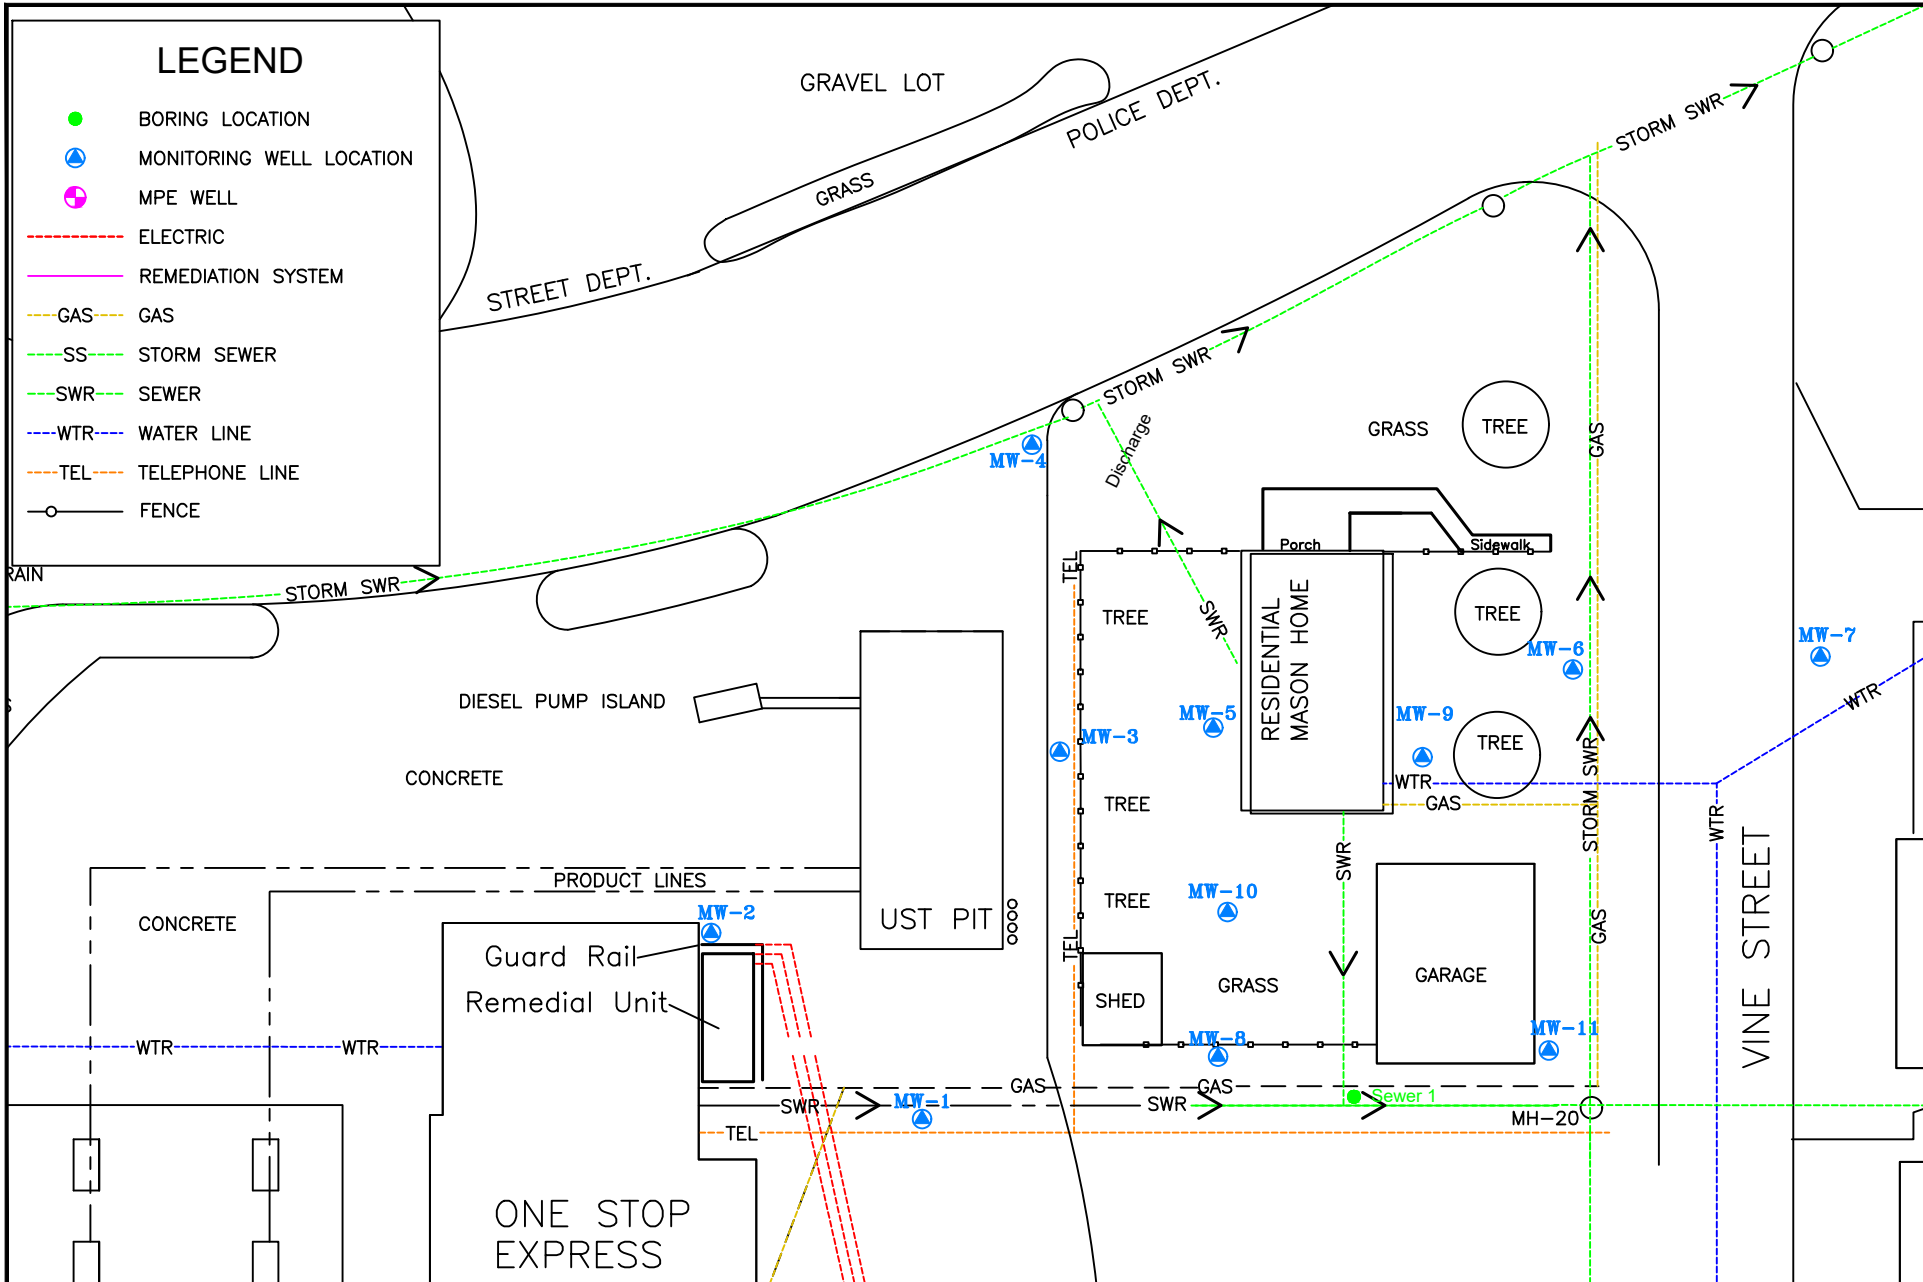 LEGEND
BORING LOCATION
MONITORING WELL LOCATION
MPE WELL
ELECTRIC
REMEDIATION SYSTEM
GAS GAS
SS STORM SEWER
SWR SEWER
WTR WATER LINE
TEL TELEPHONE LINE
FENCE
GRAVEL LOT
GRASS
POLICE DEPT.
STREET DEPT.
STORM SWR
STORM SWR
STORM SWR
RAIN
MW-4
Discharge
GRASS
TREE
GAS
Porch
Sidewalk
TEL
TREE
SWR
RESIDENTIAL
MASON HOME
TREE
MW-6
MW-7
WTR
DIESEL PUMP ISLAND
MW-5
MW-9
MW-3
TREE
CONCRETE
WTR
GAS
STORM SWR
WTR
TREE
SWR
PRODUCT LINES
TREE
MW-10
CONCRETE
MW-2
UST PIT
TEL
GAS
VINE STREET
Guard Rail
Remedial Unit
SHED
GRASS
GARAGE
WTR
WTR
MW-8
MW-11
GAS
GAS
SWR
MW-1
SWR
Sewer 1
MH-20
TEL
ONE STOP
EXPRESS